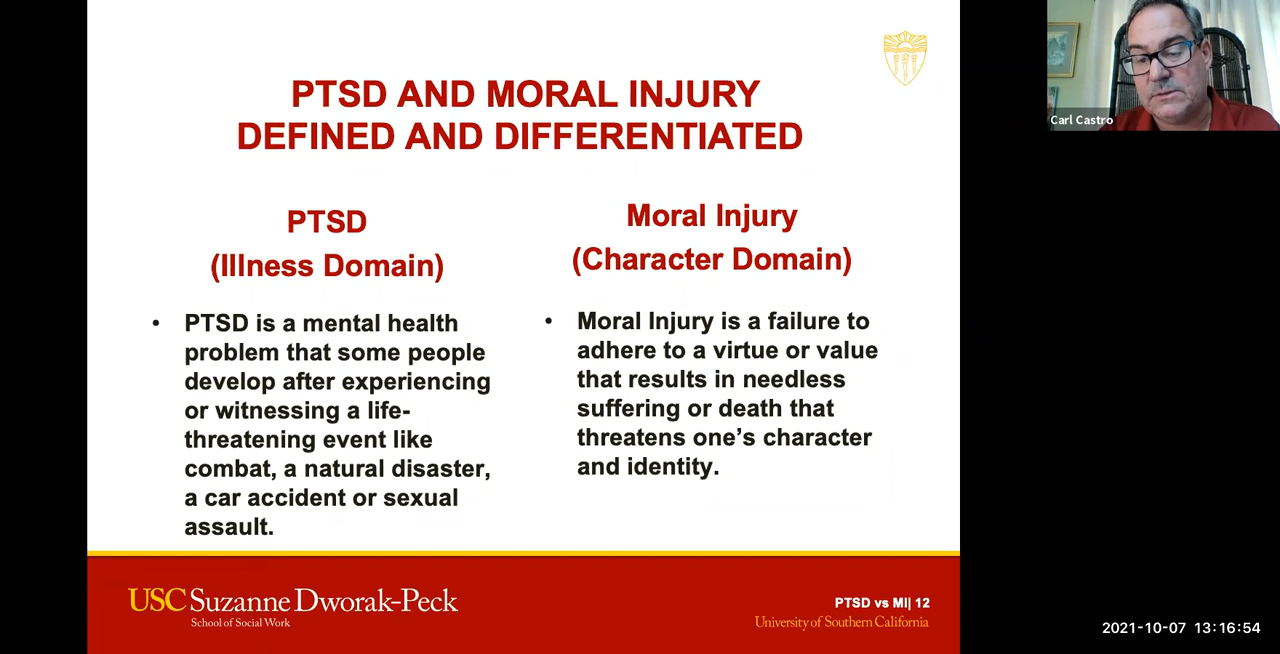 PTSD AND MORAL INJURY
DEFINED AND DIFFERENTIATED
PTSD
(Illness Domain)
• PTSD is a mental health
problem that some people
develop after experiencing
or witnessing a life-
threatening event like
combat, a natural disaster,
a car accident or sexual
assault.
Moral Injury
(Character Domain)
• Moral Injury is a failure to
adhere to a virtue or value
that results in needless
suffering or death that
threatens one’s character
and identity.
USC Suzanne Dworak-Peck
School of Social Work
PTSD vs MI| 12
University of Southern California
Carl Castro
2021-10-07 13:16:54